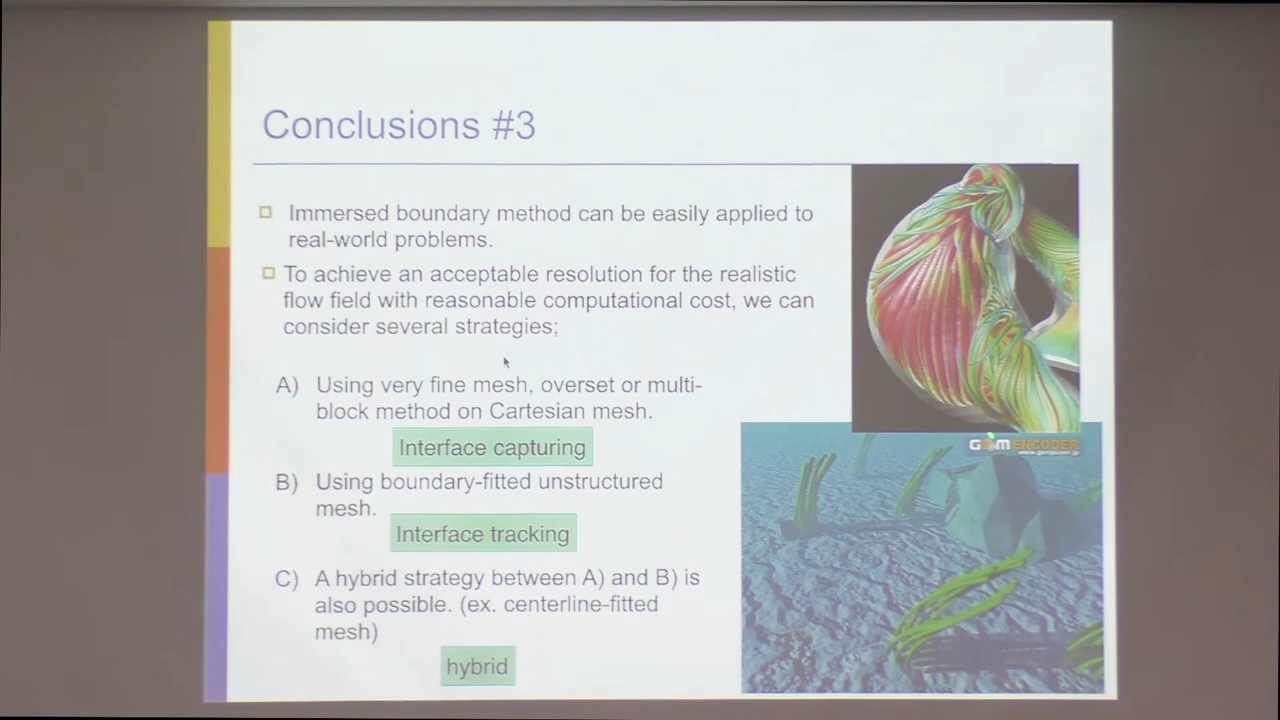 Conclusions #3
Immersed boundary method can be easily applied to
real-world problems.
To achieve an acceptable resolution for the realistic
flow field with reasonable computational cost, we can
consider several strategies;
A) Using very fine mesh, overset or multi-
block method on Cartesian mesh.
Interface capturing
B) Using boundary-fitted unstructured
mesh.
Interface tracking
C) A hybrid strategy between A) and B) is
also possible. (ex. centerline-fitted
mesh)
hybrid
GOM ENCODER